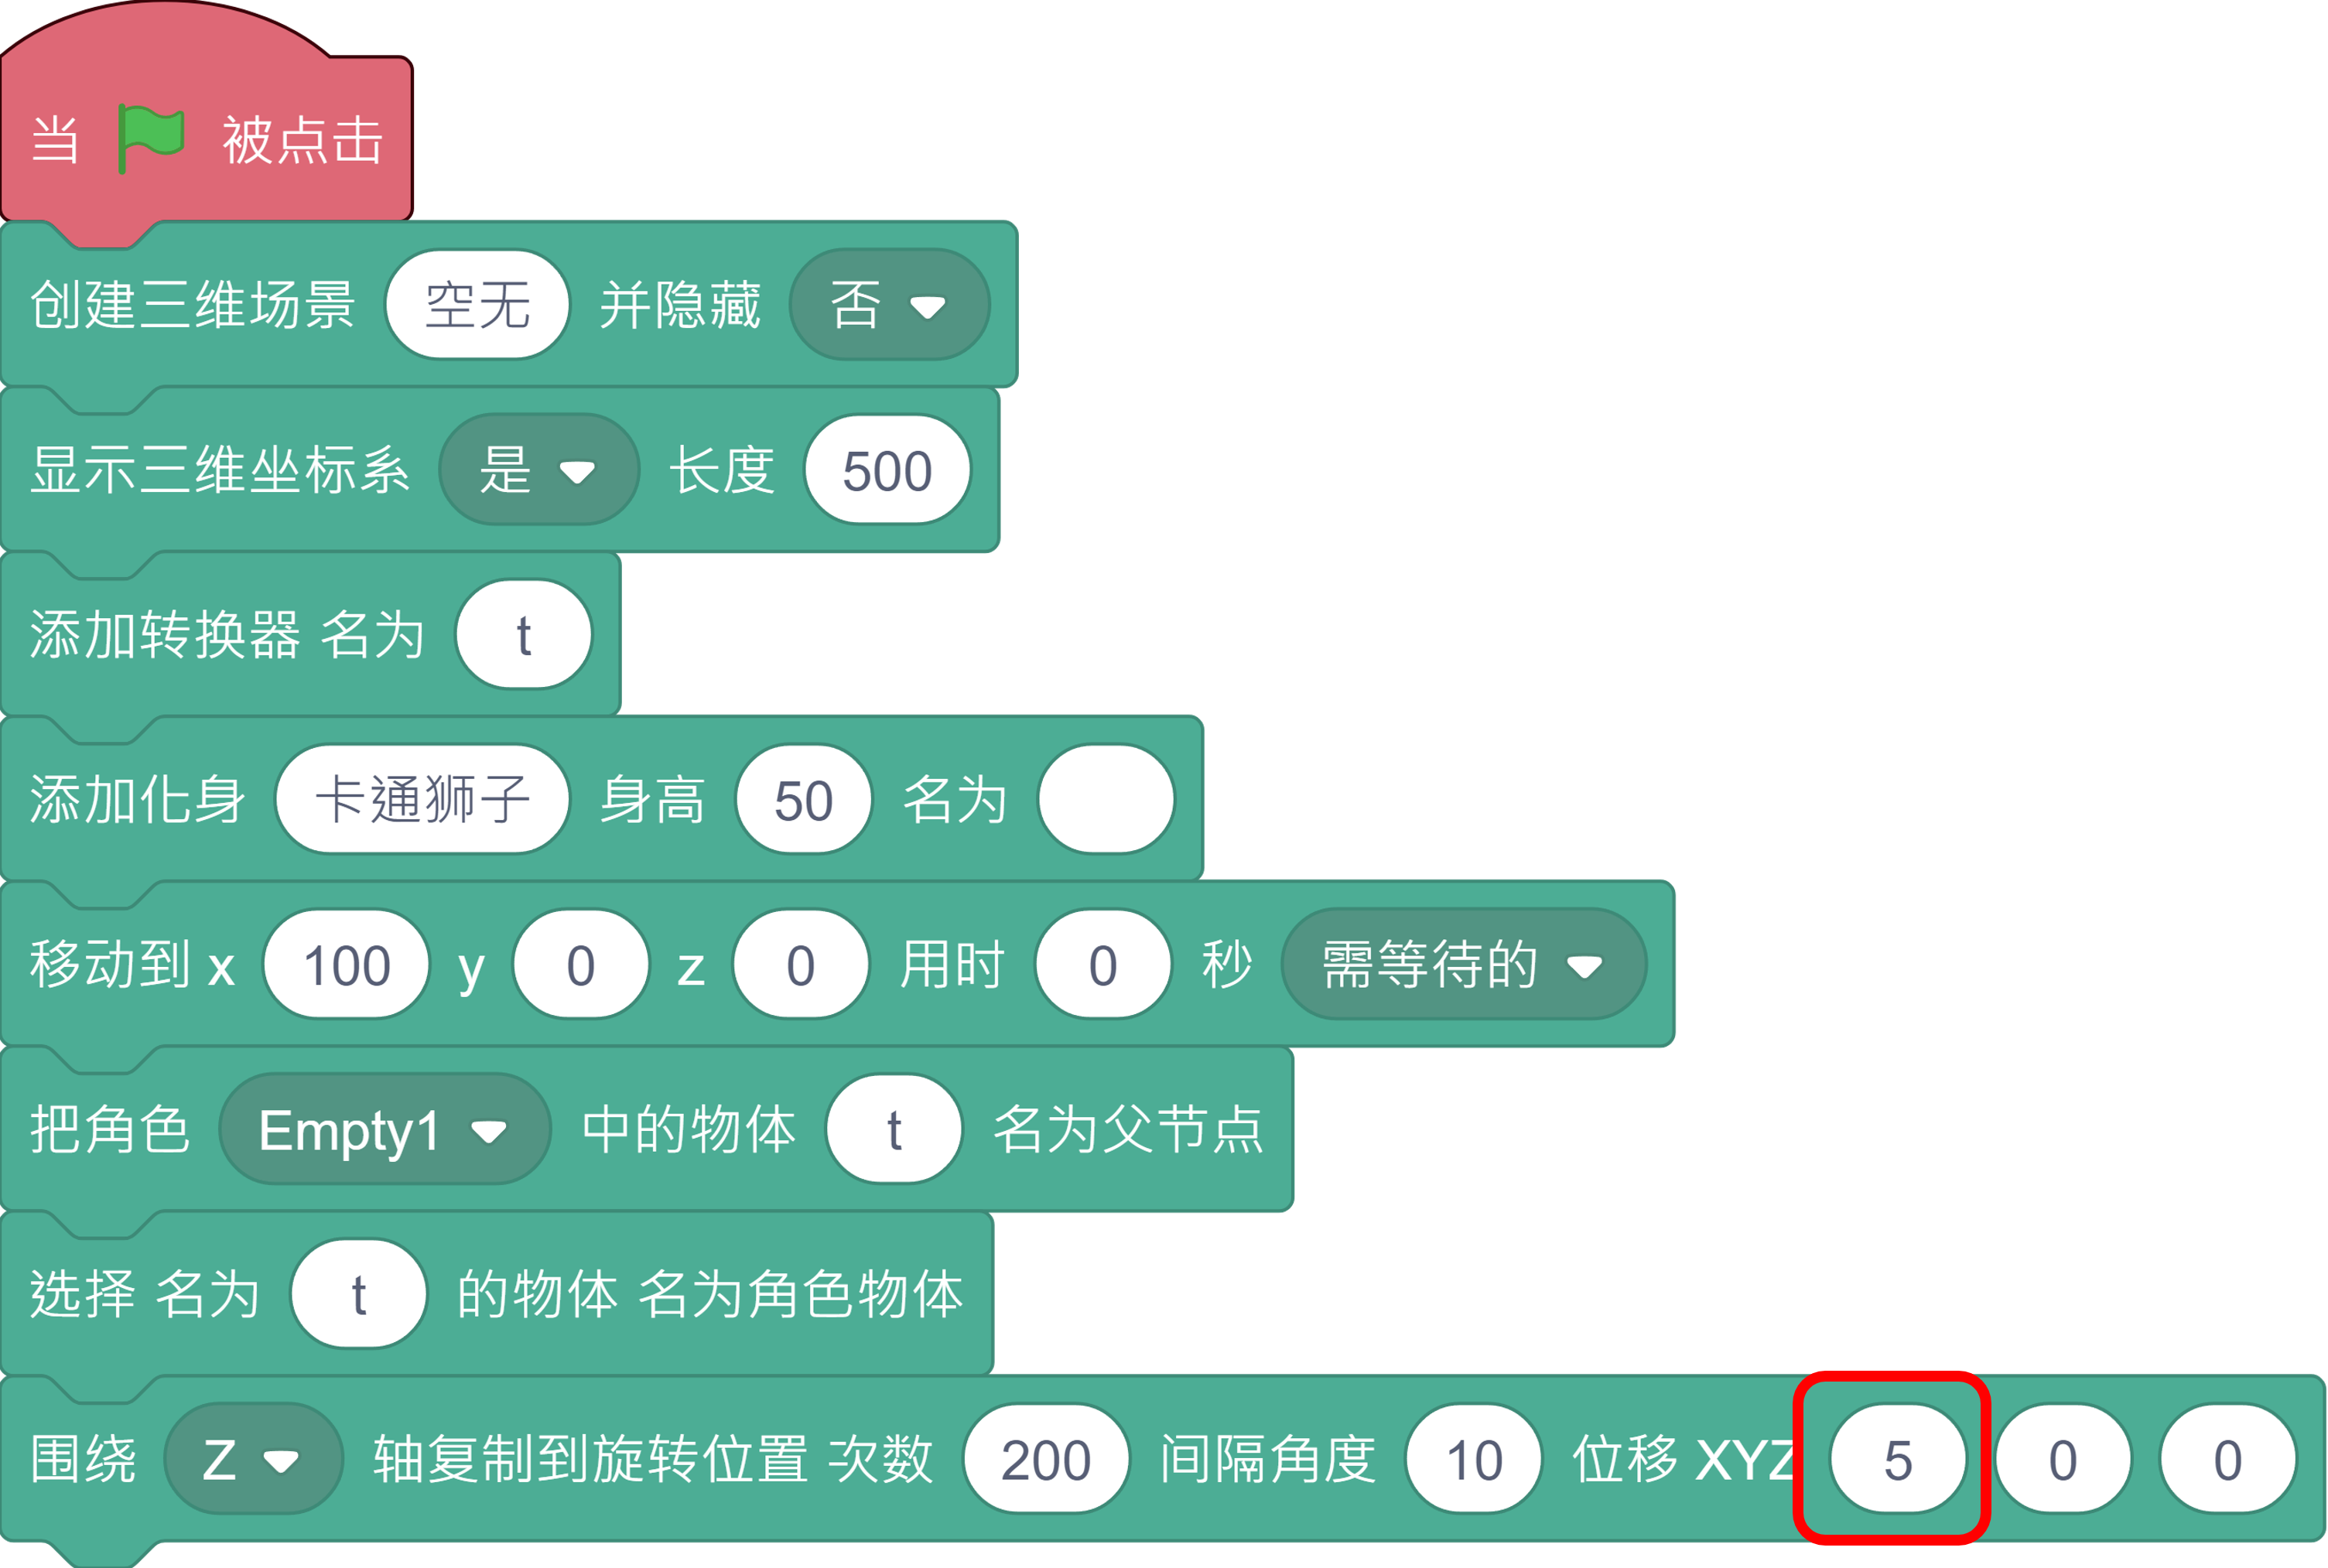 当 被点击
创建三维场景 空无 并隐藏 否
显示三维坐标系 是 长度 500
添加转换器 名为 t
添加化身 卡通狮子 身高 50 名为
移动到 x 100 y 0 z 0 用时 0 秒 需等待的
把角色 Empty1 中的物体 t 名为父节点
选择 名为 t 的物体 名为角色物体
围绕 z 轴复制到旋转位置 次数 200 间隔角度 10 位移 XYZ 5 0 0